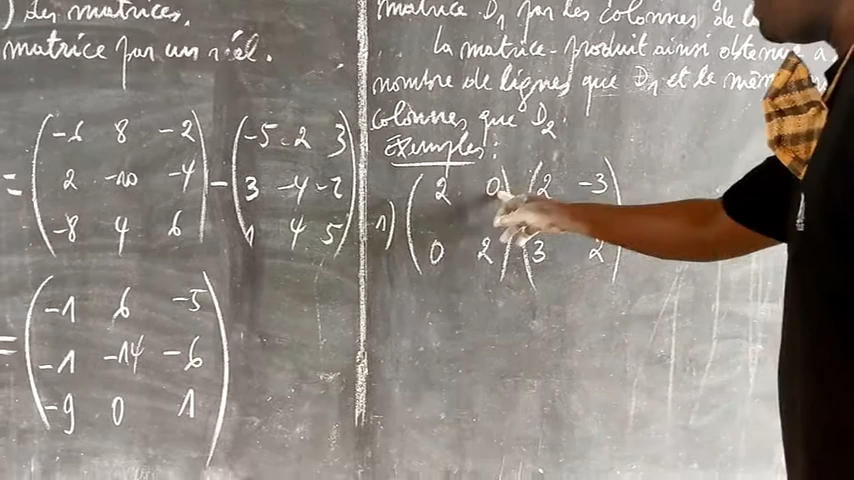 ) des matrices.
matrice par un réel.
= ( -6 8 -2 ) - ( -5 -2 3 )
( 2 -10 -4 ) ( 3 -4 -2 )
( -8 4 6 ) ( 1 4 5 )
= ( -1 6 -5 )
( -1 -14 -6 )
( -9 0 1 )
matrice D1 par les colonnes de
la matrice-produit ainsi obtenue a
nombre de lignes que D1 et le même
colonnes que D2
Exemples:
1) ( 2 0 ) ( 2 -3 )
( 0 2 ) ( 3 2 )